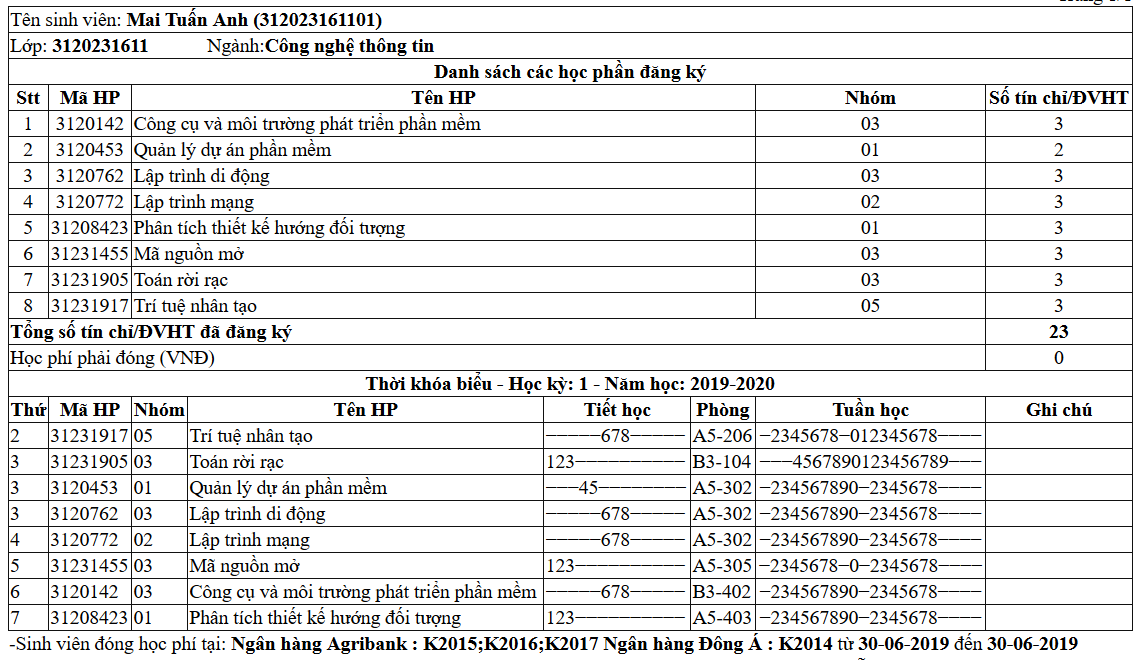 Tên sinh viên: Mai Tuấn Anh (312023161101)
Lớp: 3120231611 Ngành:Công nghệ thông tin
Danh sách các học phần đăng ký
Stt Mã HP Tên HP Nhóm Số tín chỉ/ĐVHT
1 3120142 Công cụ và môi trường phát triển phần mềm 03 3
2 3120453 Quản lý dự án phần mềm 01 2
3 3120762 Lập trình di động 03 3
4 3120772 Lập trình mạng 02 3
5 31208423 Phân tích thiết kế hướng đối tượng 01 3
6 31231455 Mã nguồn mở 03 3
7 31231905 Toán rời rạc 03 3
8 31231917 Trí tuệ nhân tạo 05 3
Tổng số tín chỉ/ĐVHT đã đăng ký 23
Học phí phải đóng (VNĐ) 0
Thời khóa biểu - Học kỳ: 1 - Năm học: 2019-2020
Thứ Mã HP Nhóm Tên HP Tiết học Phòng Tuần học Ghi chú
2 31231917 05 Trí tuệ nhân tạo −−−−−678−−−−− A5-206 −2345678−012345678−−−−
3 31231905 03 Toán rời rạc 123−−−−−−−−−− B3-104 −−−4567890123456789−−−
3 3120453 01 Quản lý dự án phần mềm −−−45−−−−−−−− A5-302 −234567890−2345678−−−−
3 3120762 03 Lập trình di động −−−−−678−−−−− A5-302 −234567890−2345678−−−−
4 3120772 02 Lập trình mạng −−−−−678−−−−− A5-302 −234567890−2345678−−−−
5 31231455 03 Mã nguồn mở 123−−−−−−−−−− A5-305 −2345678−0−2345678−−−−
6 3120142 03 Công cụ và môi trường phát triển phần mềm −−−−−678−−−−− B3-402 −234567890−2345678−−−−
7 31208423 01 Phân tích thiết kế hướng đối tượng 123−−−−−−−−−− A5-403 −234567890−2345678−−−−
-Sinh viên đóng học phí tại: Ngân hàng Agribank : K2015;K2016;K2017 Ngân hàng Đông Á : K2014 từ 30-06-2019 đến 30-06-2019